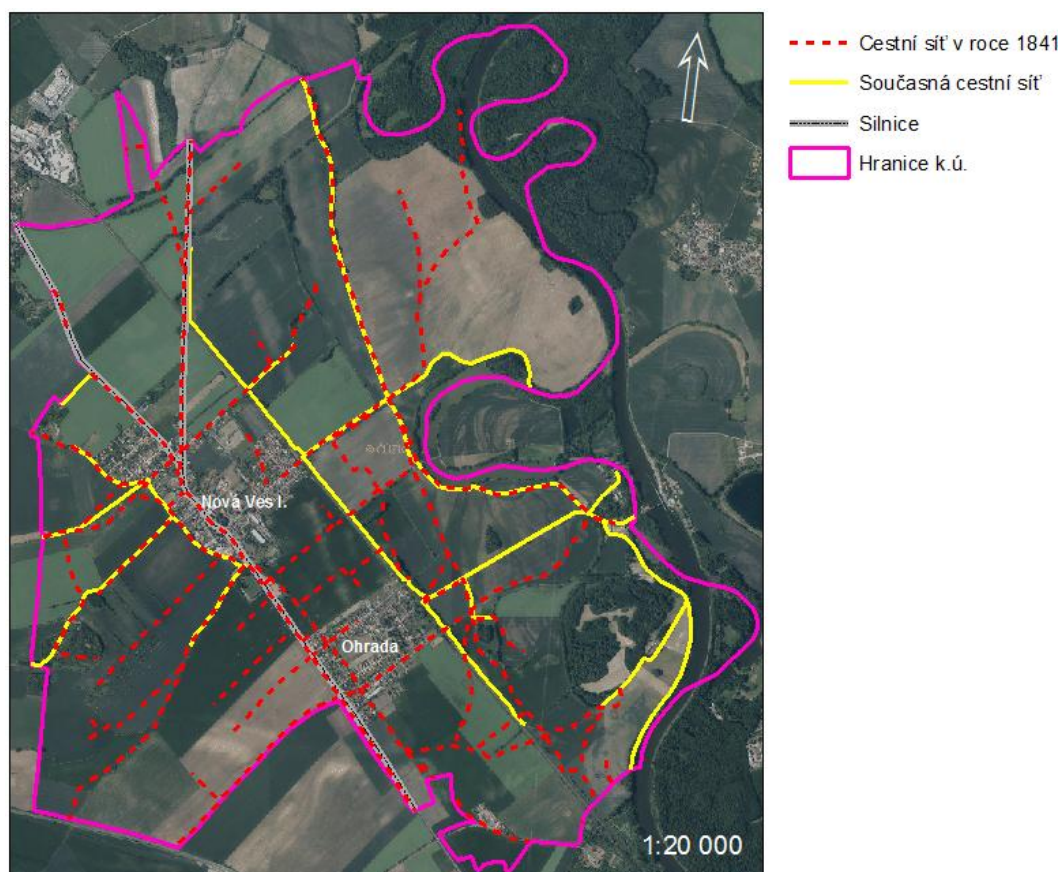 Cestní síť v roce 1841
Současná cestní síť
Silnice
Hranice k.ú.
Nová Ves I.
Ohrada
1:20 000